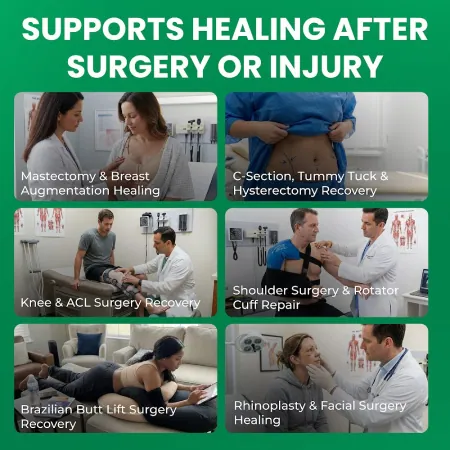 SUPPORTS HEALING AFTER
SURGERY OR INJURY
Mastectomy & Breast
Augmentation Healing
C-Section, Tummy Tuck &
Hysterectomy Recovery
Knee & ACL Surgery Recovery
Shoulder Surgery & Rotator
Cuff Repair
Brazilian Butt Lift Surgery
Recovery
Rhinoplasty & Facial Surgery
Healing